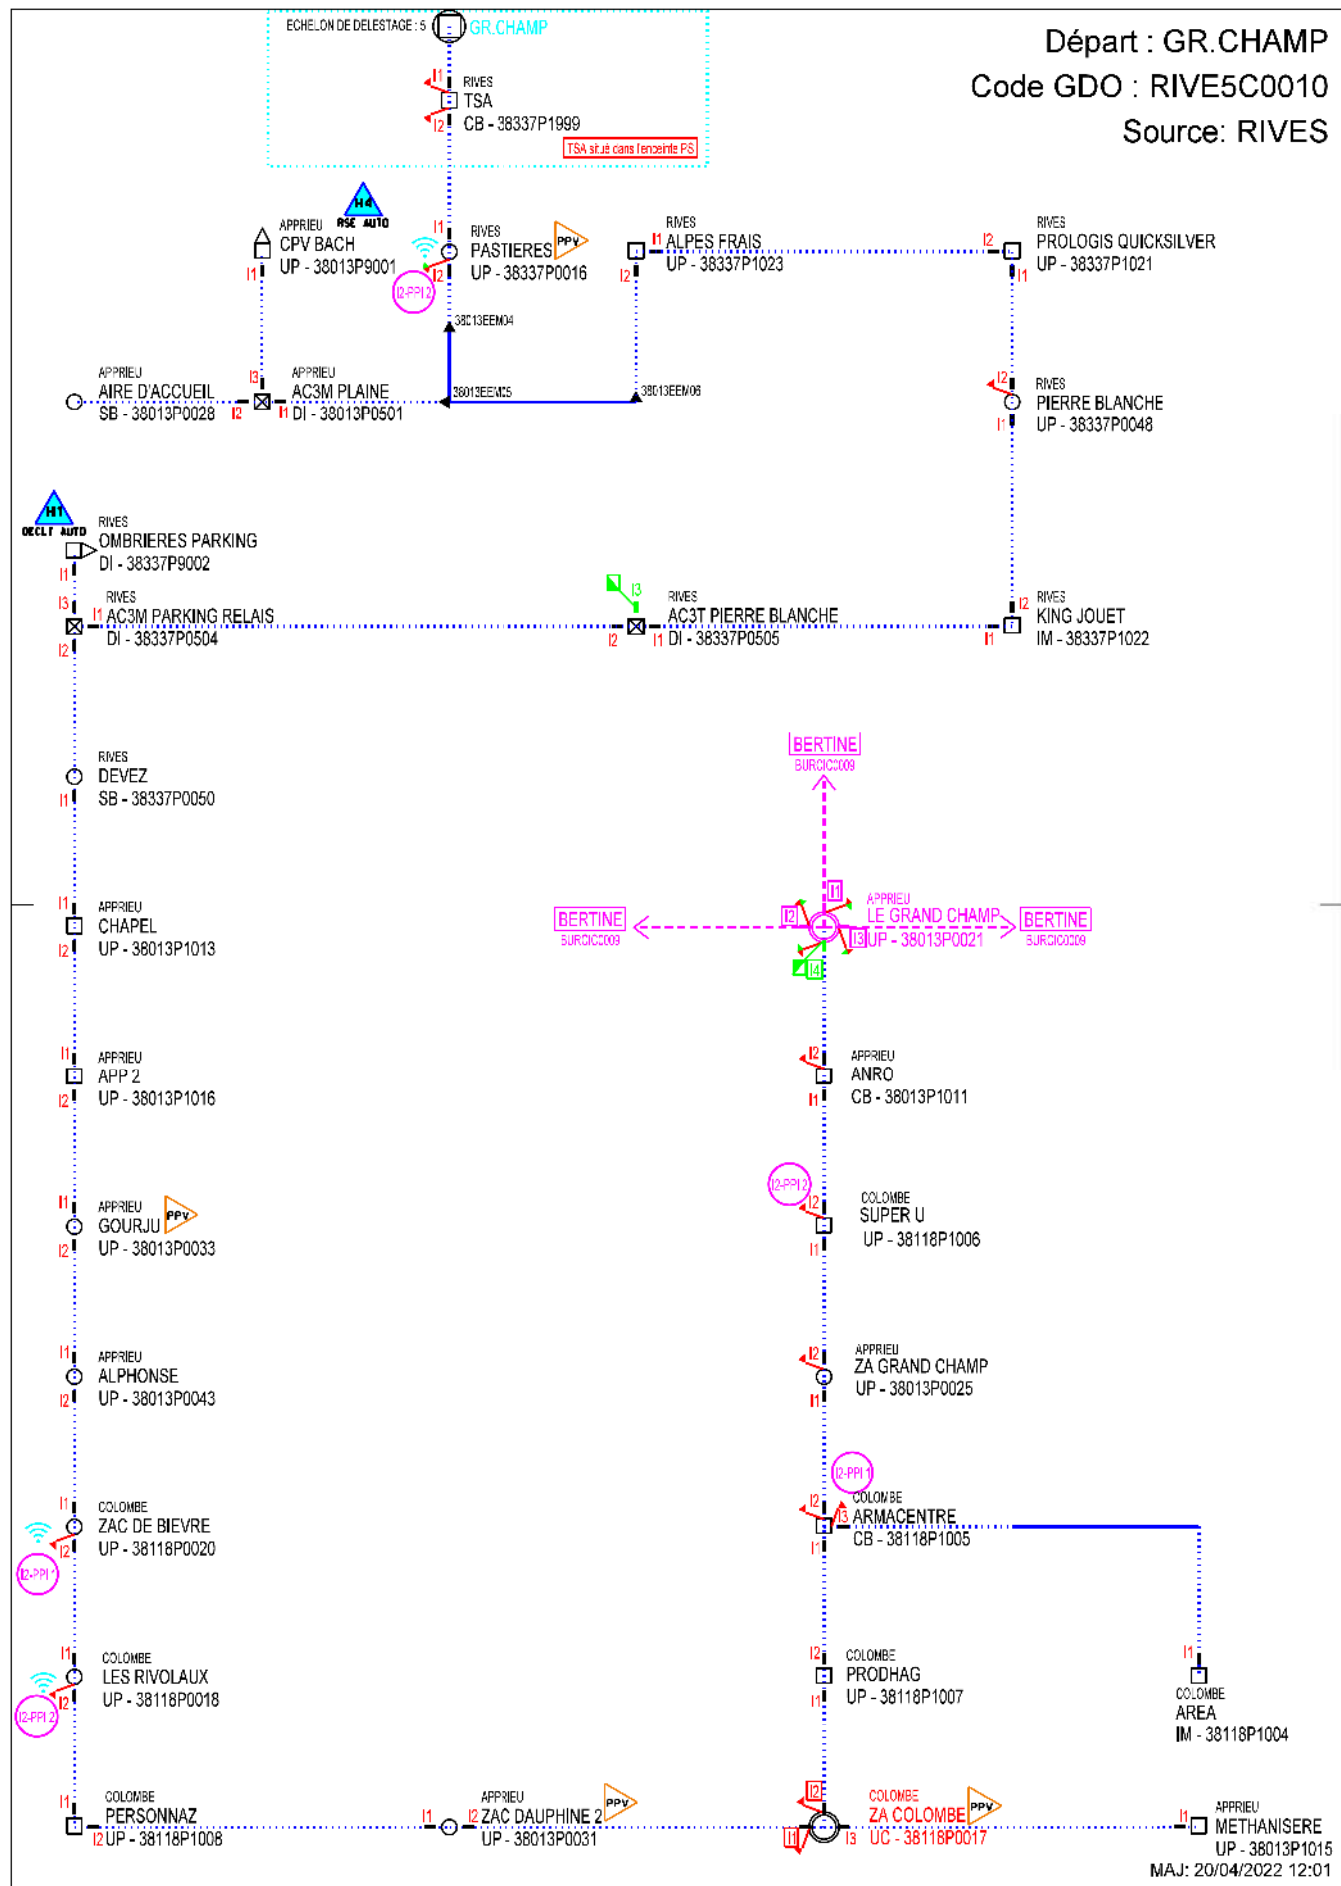 Départ : GR.CHAMP
Code GDO : RIVE5C0010
Source: RIVES
ECHELON DE DELESTAGE : 5
GR.CHAMP
I1
RIVES
TSA
CB - 38337P1999
I2
TSA situé dans l'enceinte PS
H4
RSE AUTO
APPRIEU
CPV BACH
UP - 38013P9001
I1
I1
RIVES
PASTIERES
UP - 38337P0016
PPV
I2
I2-PPI 2
RIVES
I1 ALPES FRAIS
UP - 38337P1023
I2
I2
RIVES
PROLOGIS QUICKSILVER
UP - 38337P1021
I1
38013EEM04
APPRIEU
AIRE D'ACCUEIL
SB - 38013P0028
I2
I3
APPRIEU
AC3M PLAINE
I1 DI - 38013P0501
38013EEM05
38013EEM06
I2
RIVES
PIERRE BLANCHE
UP - 38337P0048
I1
H1
DECLT AUTO
RIVES
OMBRIERES PARKING
DI - 38337P9002
I1
I3
RIVES
I1 AC3M PARKING RELAIS
DI - 38337P0504
I2
I3
RIVES
AC3T PIERRE BLANCHE
I2
I1 DI - 38337P0505
I2
RIVES
KING JOUET
IM - 38337P1022
I1
RIVES
DEVEZ
SB - 38337P0050
I1
BERTINE
BURCIC0009
I1
APPRIEU
CHAPEL
UP - 38013P1013
I2
BERTINE
BURCIC0009
I2
I1
APPRIEU
LE GRAND CHAMP
I3 UP - 38013P0021
I4
BERTINE
BURCIC0009
I1
APPRIEU
APP 2
UP - 38013P1016
I2
I2
APPRIEU
ANRO
CB - 38013P1011
I1
I1
APPRIEU
GOURJU
UP - 38013P0033
PPV
I2
I2-PPI 2
I2
COLOMBE
SUPER U
UP - 38118P1006
I1
I1
APPRIEU
ALPHONSE
UP - 38013P0043
I2
I2
APPRIEU
ZA GRAND CHAMP
UP - 38013P0025
I1
I1
COLOMBE
ZAC DE BIEVRE
UP - 38118P0020
I2
I2-PPI 1
I2-PPI 1
I2
COLOMBE
I3 ARMACENTRE
CB - 38118P1005
I1
I1
COLOMBE
LES RIVOLAUX
UP - 38118P0018
I2
I2-PPI 2
I2
COLOMBE
PRODHAG
UP - 38118P1007
I1
I1
COLOMBE
AREA
IM - 38118P1004
I1
COLOMBE
PERSONNAZ
I2 UP - 38118P1008
I1
APPRIEU
I2 ZAC DAUPHINE 2
UP - 38013P0031
PPV
I2
I1
COLOMBE
ZA COLOMBE
I3 UC - 38118P0017
PPV
I1
APPRIEU
METHANISERE
UP - 38013P1015
MAJ: 20/04/2022 12:01